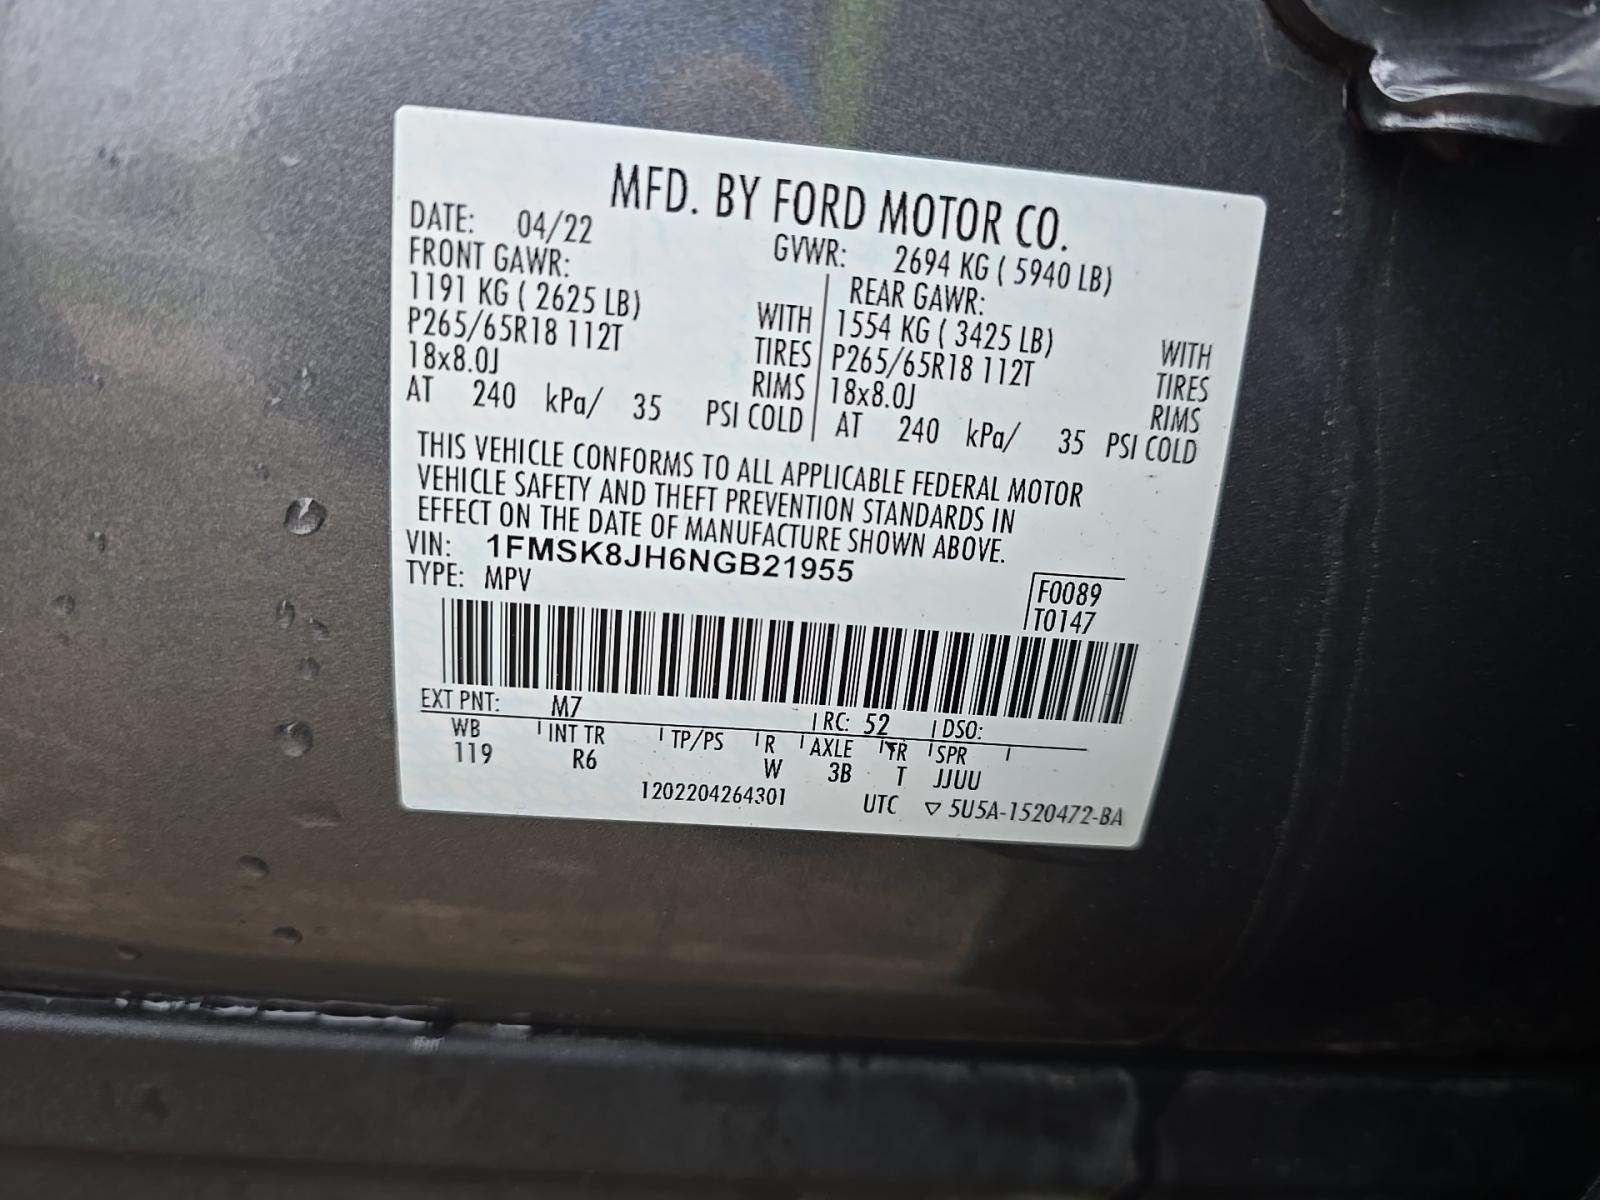 MFD. BY FORD MOTOR CO.
DATE: 04/22 GVWR: 2694 KG ( 5940 LB)
FRONT GAWR: REAR GAWR:
1191 KG ( 2625 LB) WITH 1554 KG ( 3425 LB) WITH
P265/65R18 112T TIRES P265/65R18 112T TIRES
18x8.0J RIMS 18x8.0J RIMS
AT 240 kPa/ 35 PSI COLD AT 240 kPa/ 35 PSI COLD
THIS VEHICLE CONFORMS TO ALL APPLICABLE FEDERAL MOTOR
VEHICLE SAFETY AND THEFT PREVENTION STANDARDS IN
EFFECT ON THE DATE OF MANUFACTURE SHOWN ABOVE.
VIN: 1FMSK8JH6NGB21955
TYPE: MPV
F0089
T0147
EXT PNT: M7 RC: 52 DSO:
WB INT TR TP/PS R AXLE TR SPR
119 R6 W 3B T JJUU
1202204264301 UTC ▽ 5U5A-1520472-BA